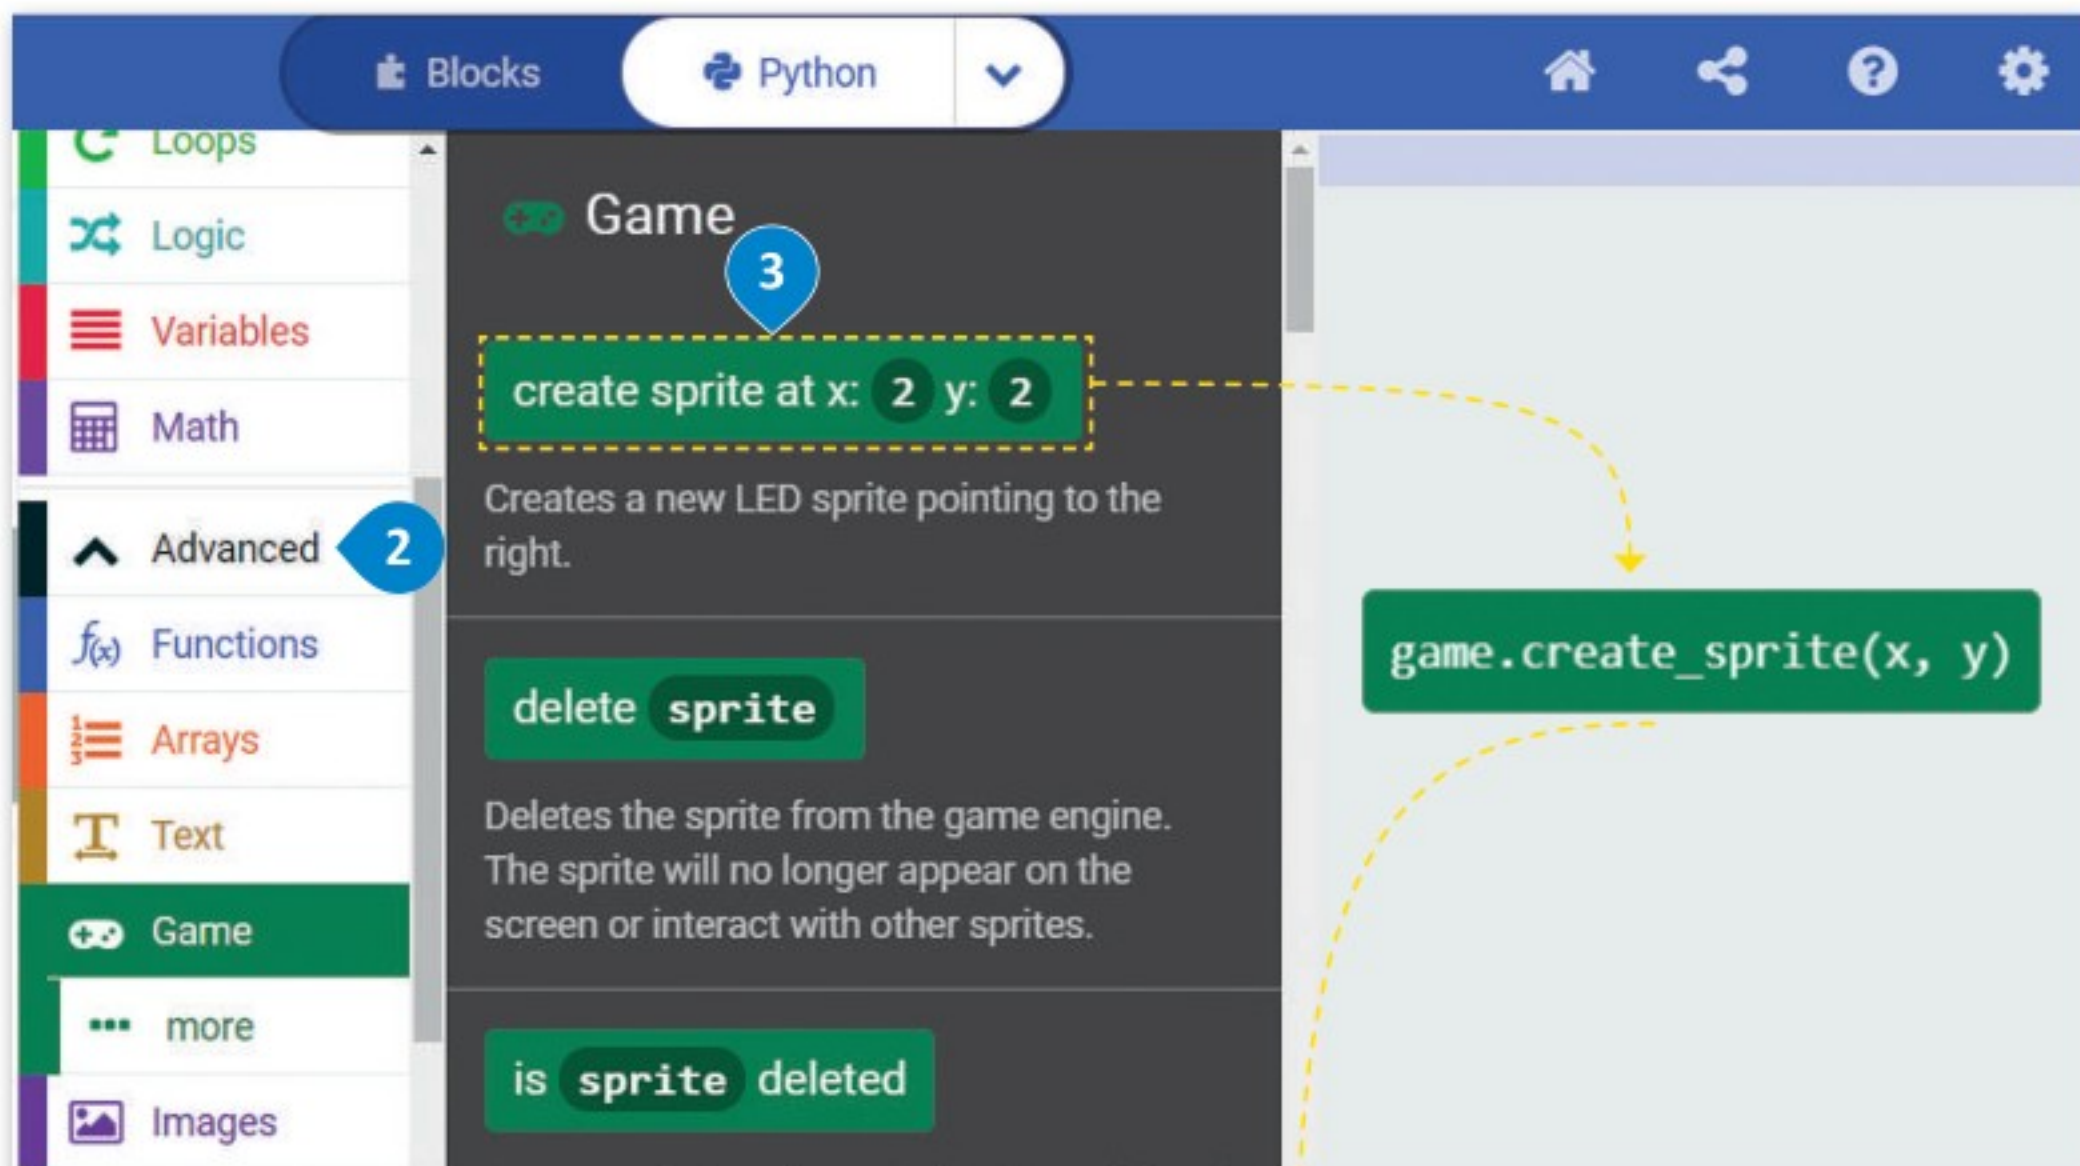 Blocks
Python
Loops
Logic
Variables
Math
Advanced
2
Functions
Arrays
Text
Game
more
Images
Game
3
create sprite at x: 2 y: 2
Creates a new LED sprite pointing to the
right.
delete sprite
Deletes the sprite from the game engine.
The sprite will no longer appear on the
screen or interact with other sprites.
is sprite deleted
game.create_sprite(x, y)